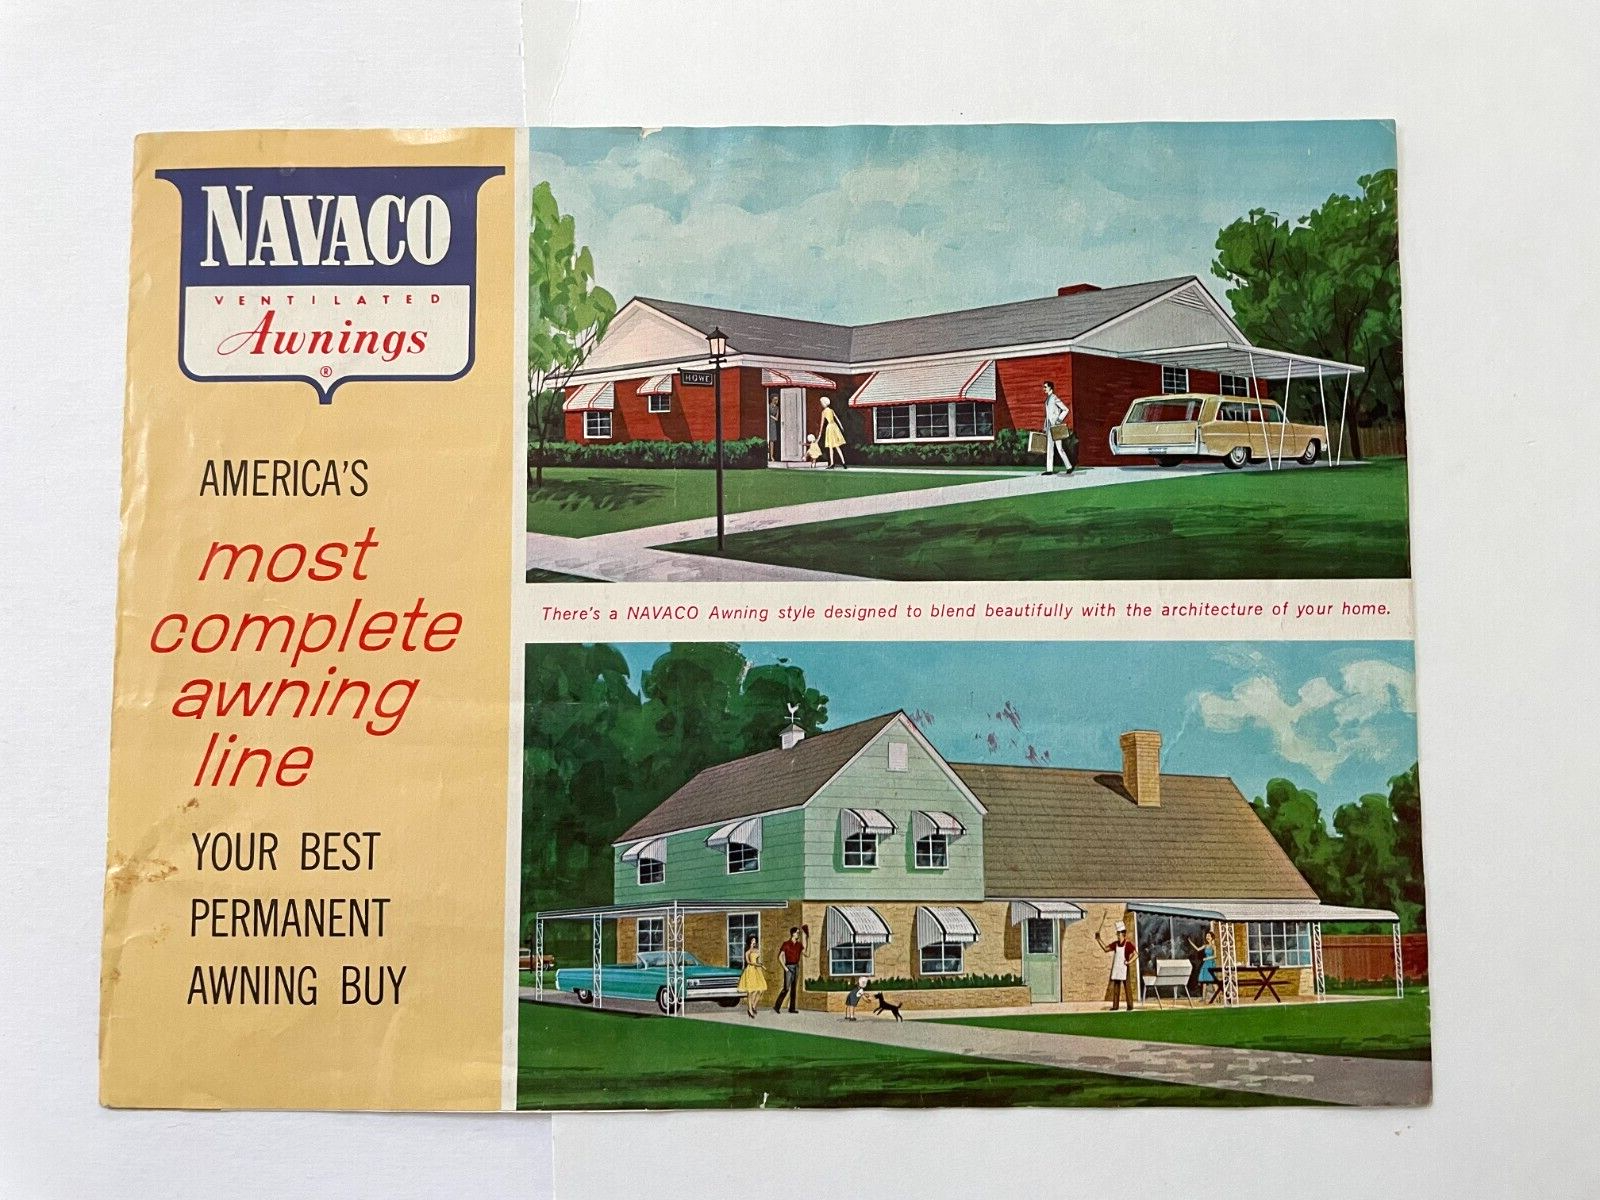 NAVACO
VENTILATED
Awnings
®
AMERICA'S
most
complete
awning
line
YOUR BEST
PERMANENT
AWNING BUY
HOWE
There's a NAVACO Awning style designed to blend beautifully with the architecture of your home.